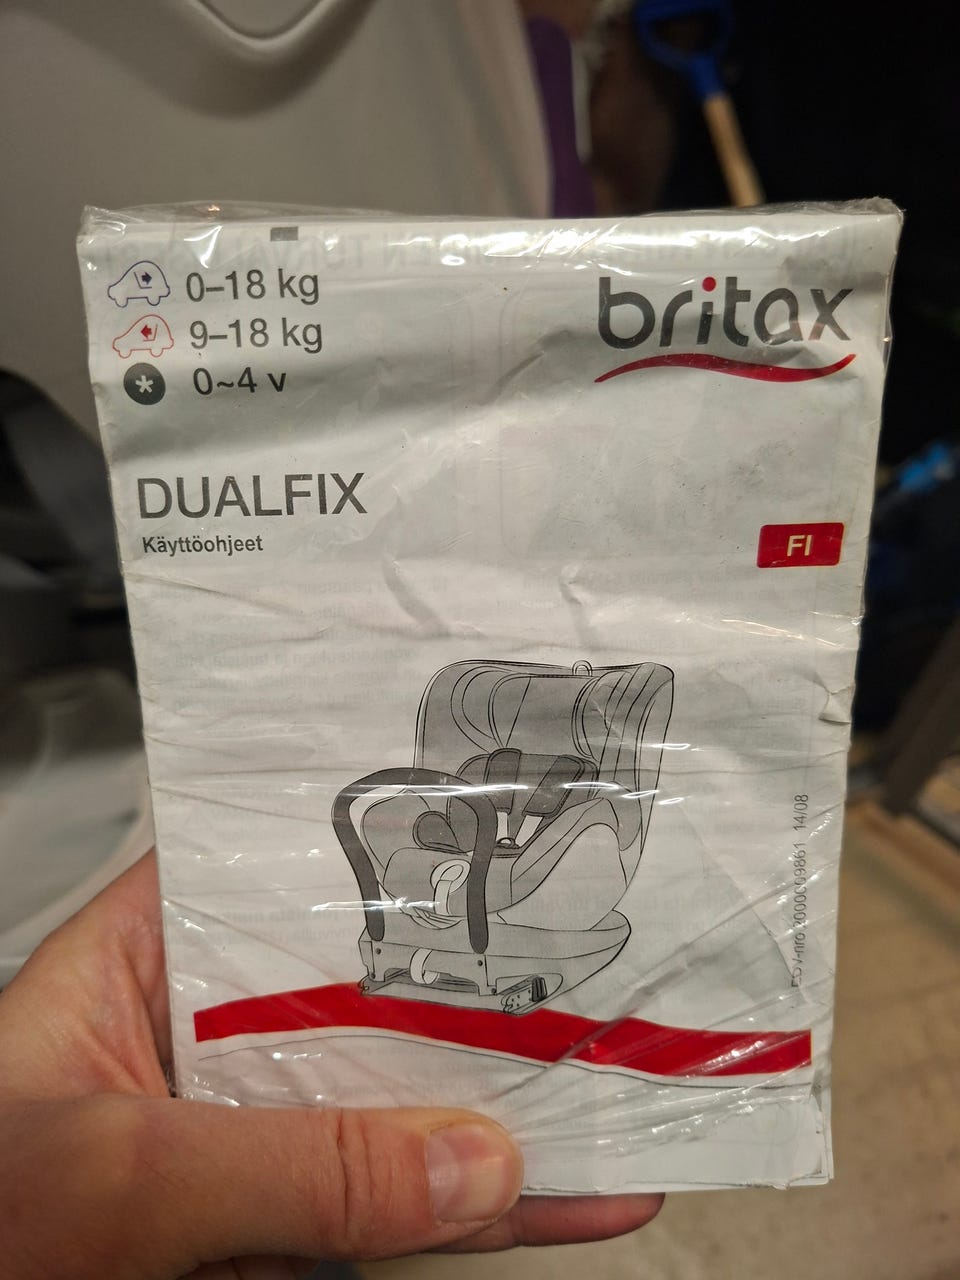 0–18 kg
9–18 kg
* 0~4 v
britax
DUALFIX
Käyttöohjeet
FI
14/08